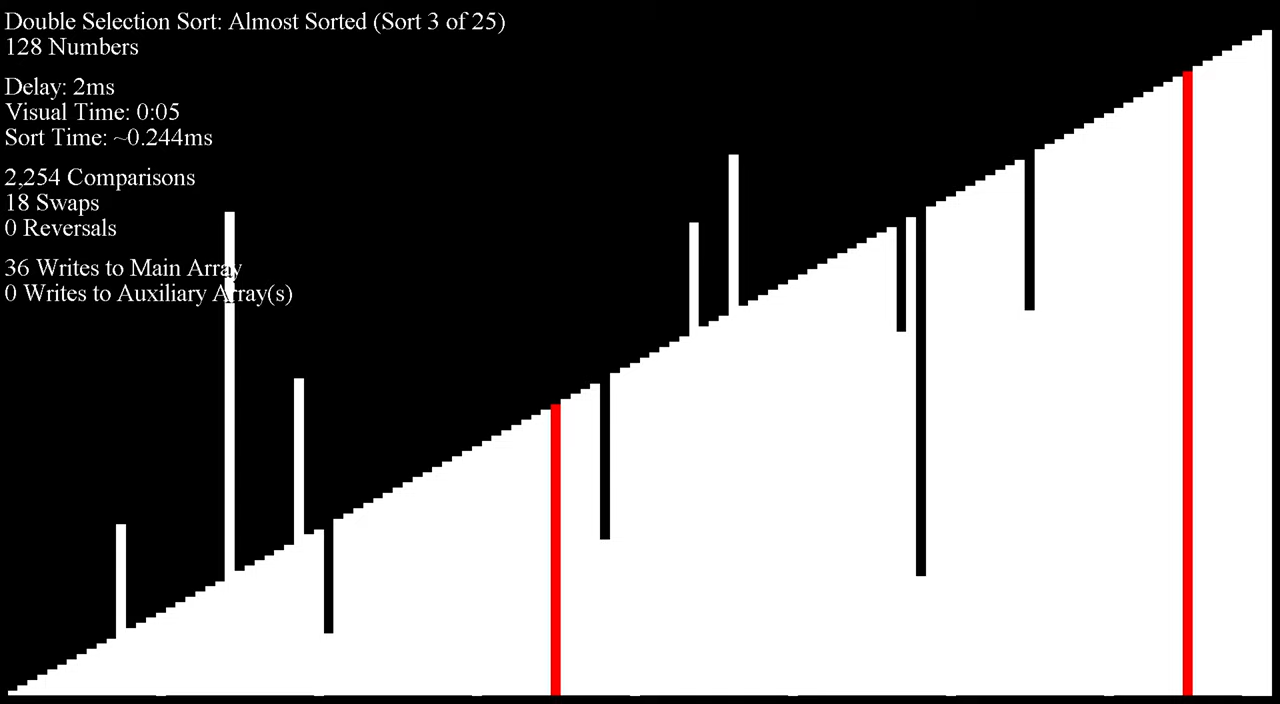 Double Selection Sort: Almost Sorted (Sort 3 of 25)
128 Numbers
Delay: 2ms
Visual Time: 0:05
Sort Time: ~0.244ms
2,254 Comparisons
18 Swaps
0 Reversals
36 Writes to Main Array
0 Writes to Auxiliary Array(s)